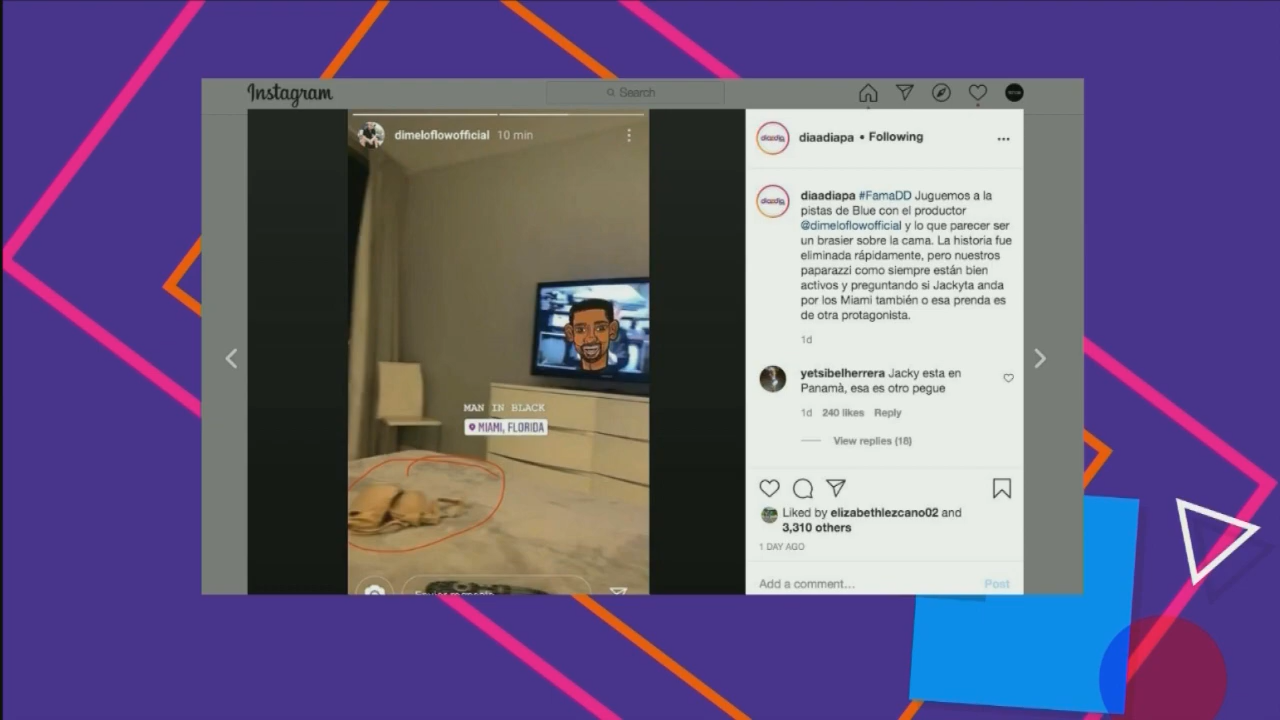 Instagram
Search
dimeloflowofficial 10 min
MAN IN BLACK
MIAMI, FLORIDA
diaadiapa • Following
diaadiapa #FamaDD Juguemos a la
pistas de Blue con el productor
@dimeloflowofficial y lo que parecer ser
un brasier sobre la cama. La historia fue
eliminada rápidamente, pero nuestros
paparazzi como siempre están bien
activos y preguntando si Jackyta anda
por los Miami también o esa prenda es
de otra protagonista.
1d
yetsibelherrera Jacky esta en
Panamà, esa es otro pegue
1d 240 likes Reply
View replies (18)
Liked by elizabethlezcano02 and
3,310 others
1 DAY AGO
Add a comment... Post